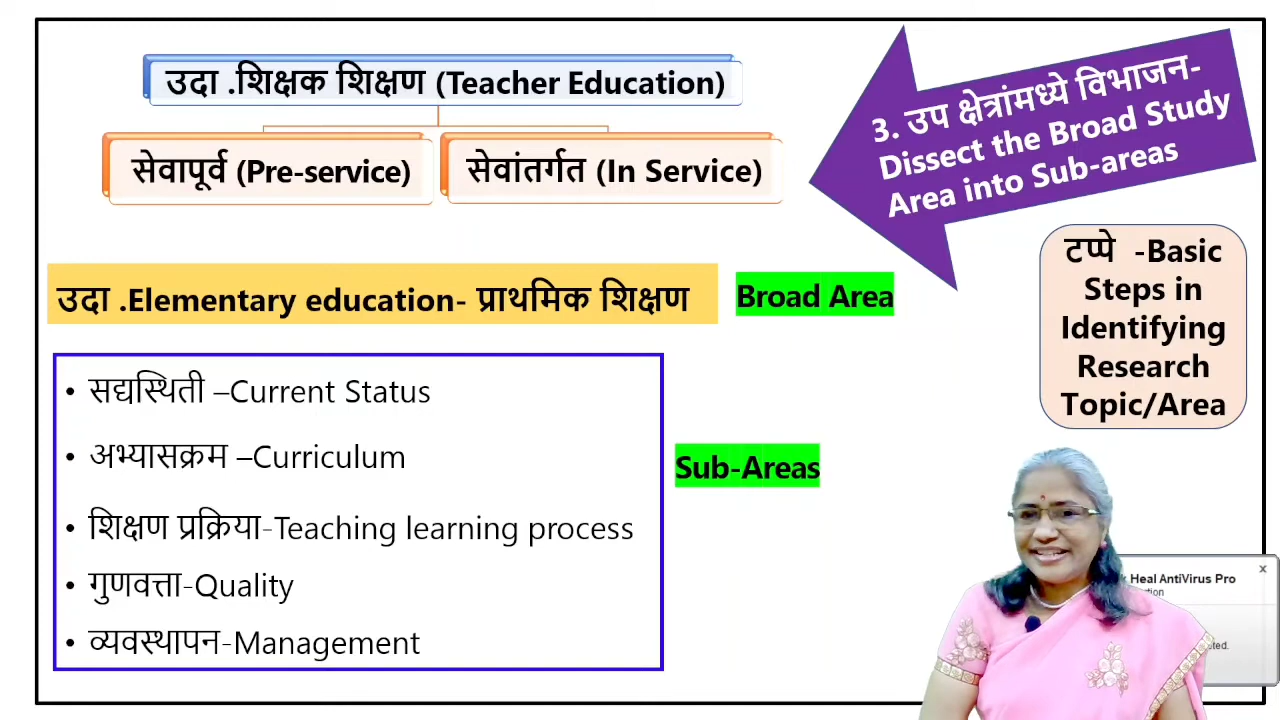 उदा .शिक्षक शिक्षण (Teacher Education)
सेवापूर्व (Pre-service)
सेवांतर्गत (In Service)
3. उप क्षेत्रांमध्ये विभाजन-
Dissect the Broad Study
Area into Sub-areas
टप्पे -Basic
Steps in
Identifying
Research
Topic/Area
उदा .Elementary education- प्राथमिक शिक्षण
Broad Area
• सद्यस्थिती –Current Status
• अभ्यासक्रम –Curriculum
• शिक्षण प्रक्रिया-Teaching learning process
• गुणवत्ता-Quality
• व्यवस्थापन-Management
Sub-Areas
Heal AntiVirus Pro